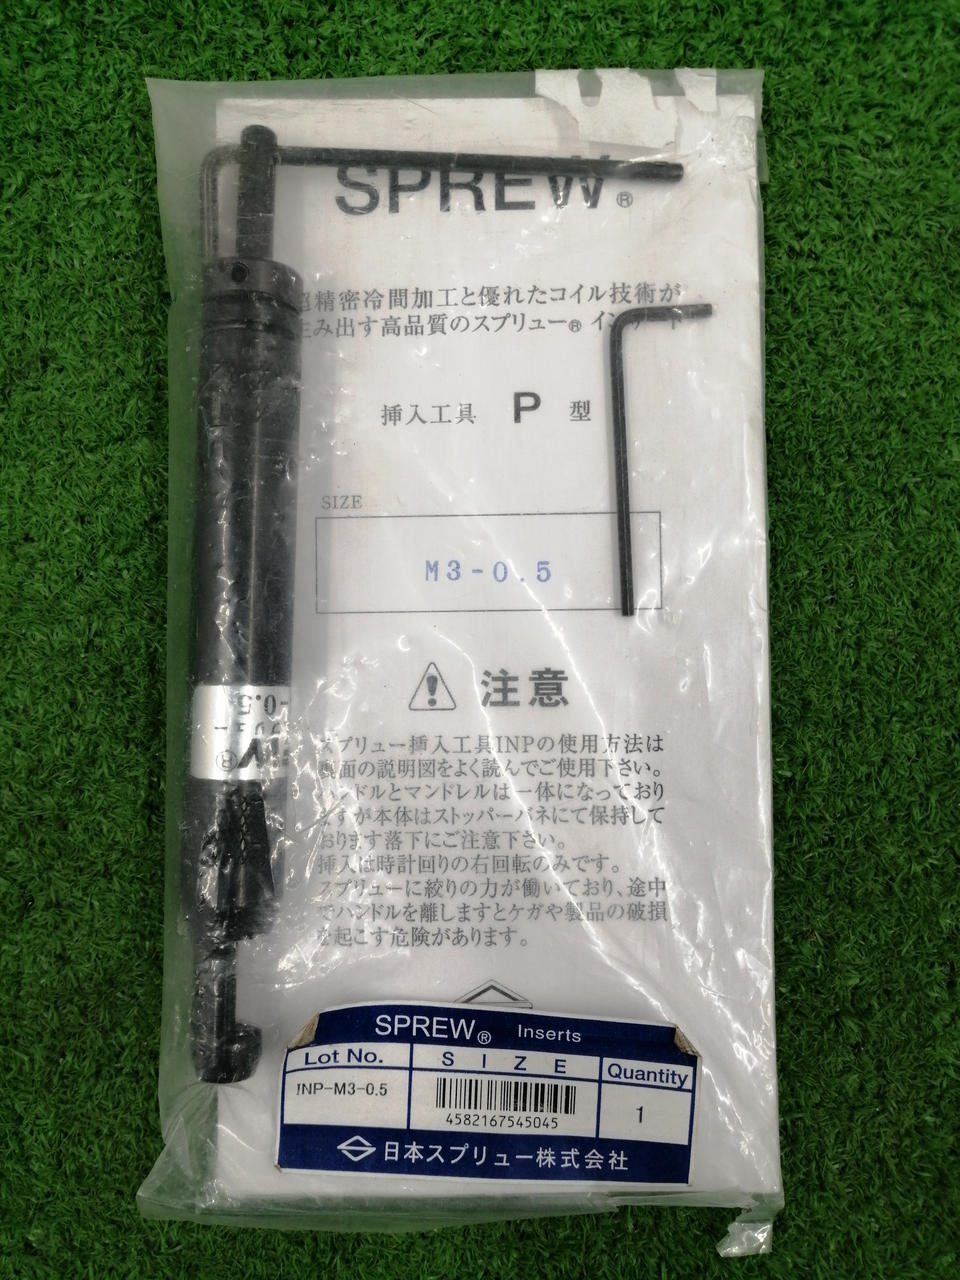 SPREW®
超精密冷間加工と優れたコイル技術が
生み出す高品質のスプリュー® インサート
挿入工具 P 型
SIZE
M3-0.5
注意
スプリュー挿入工具INPの使用方法は
裏面の説明図をよく読んでご使用下さい。
ハンドルとマンドレルは一体になっており
ますが本体はストッパーバネにて保持して
おります落下にご注意下さい。
挿入は時計回りの右回転のみです。
スプリューに絞りの力が働いており、途中
でハンドルを離しますとケガや製品の破損
を起こす危険があります。
-0.5
リュー
EW®
SPREW® Inserts
Lot No. SIZE Quantity
INP-M3-0.5 4582167545045 1
日本スプリュー株式会社